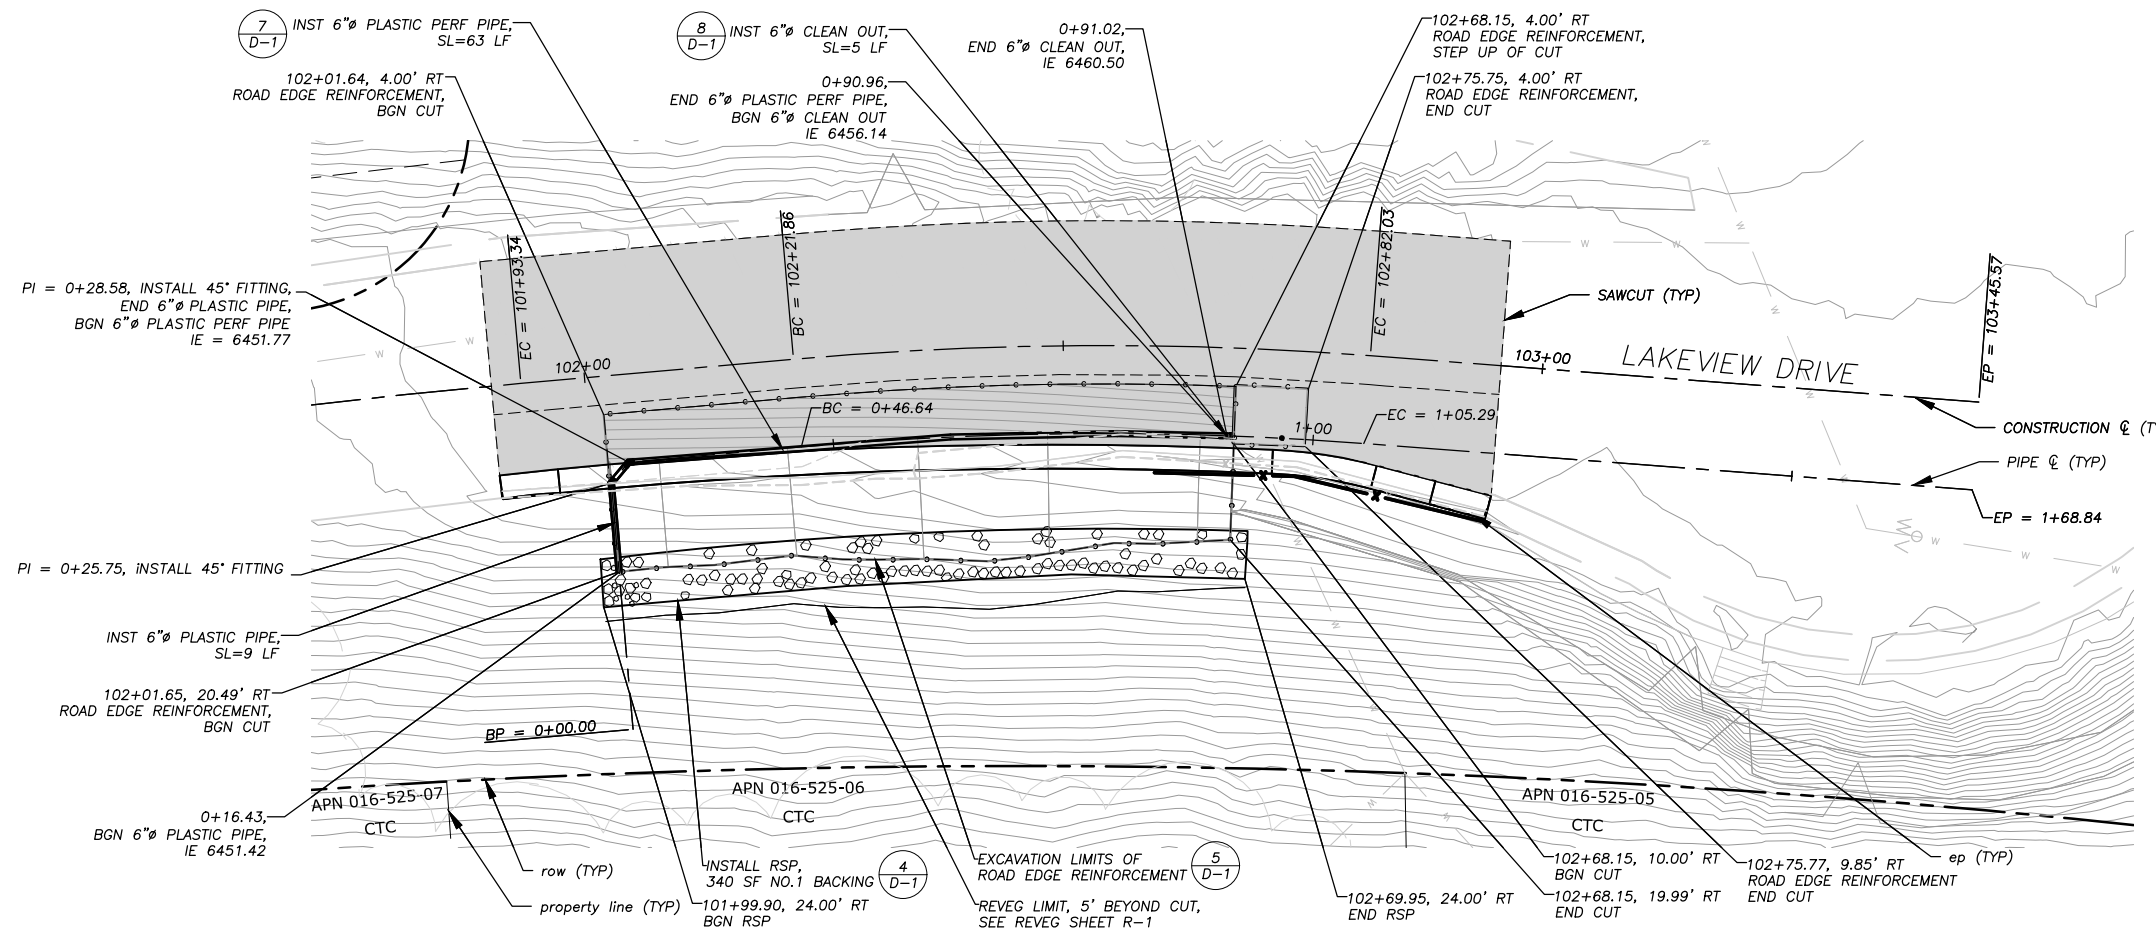 7
D-1
INST 6"ø PLASTIC PERF PIPE,
SL=63 LF
8
D-1
INST 6"ø CLEAN OUT,
SL=5 LF
0+91.02,
END 6"ø CLEAN OUT,
IE 6460.50
102+68.15, 4.00' RT
ROAD EDGE REINFORCEMENT,
STEP UP OF CUT
102+01.64, 4.00' RT
ROAD EDGE REINFORCEMENT,
BGN CUT
0+90.96,
END 6"ø PLASTIC PERF PIPE,
BGN 6"ø CLEAN OUT
IE 6456.14
102+75.75, 4.00' RT
ROAD EDGE REINFORCEMENT,
END CUT
EC = 101+93.34
BC = 102+21.86
EC = 102+82.03
EP = 103+45.57
PI = 0+28.58, INSTALL 45° FITTING,
END 6"ø PLASTIC PIPE,
BGN 6"ø PLASTIC PERF PIPE
IE = 6451.77
SAWCUT (TYP)
102+00
103+00
LAKEVIEW DRIVE
BC = 0+46.64
EC = 1+05.29
1+00
CONSTRUCTION ℄ (TY
PIPE ℄ (TYP)
EP = 1+68.84
PI = 0+25.75, INSTALL 45° FITTING
INST 6"ø PLASTIC PIPE,
SL=9 LF
102+01.65, 20.49' RT
ROAD EDGE REINFORCEMENT,
BGN CUT
BP = 0+00.00
0+16.43,
BGN 6"ø PLASTIC PIPE,
IE 6451.42
APN 016-525-07
CTC
APN 016-525-06
CTC
APN 016-525-05
CTC
row (TYP)
property line (TYP)
INSTALL RSP,
340 SF NO.1 BACKING
4
D-1
101+99.90, 24.00' RT
BGN RSP
EXCAVATION LIMITS OF
ROAD EDGE REINFORCEMENT
5
D-1
REVEG LIMIT, 5' BEYOND CUT,
SEE REVEG SHEET R-1
102+69.95, 24.00' RT
END RSP
102+68.15, 10.00' RT
BGN CUT
102+68.15, 19.99' RT
END CUT
102+75.77, 9.85' RT
ROAD EDGE REINFORCEMENT
END CUT
ep (TYP)
W
W
W
W
W
W